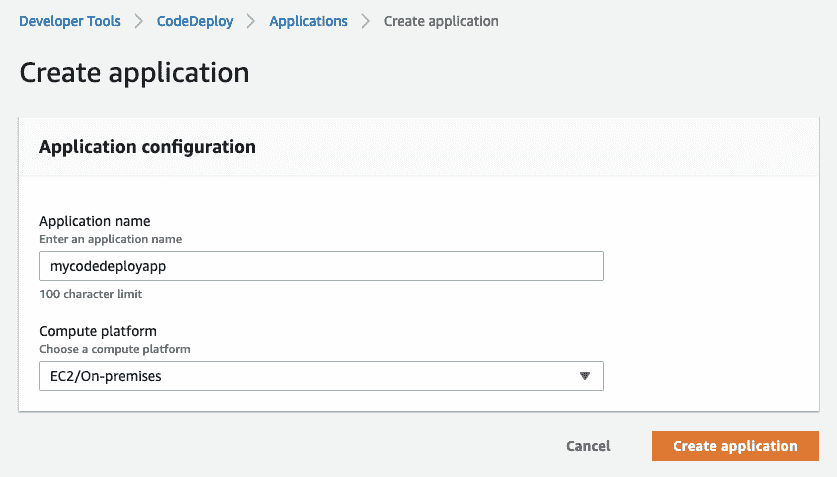 Developer Tools > CodeDeploy > Applications > Create application
Create application
Application configuration
Application name
Enter an application name
mycodedeployapp
100 character limit
Compute platform
Choose a compute platform
EC2/On-premises
Cancel Create application